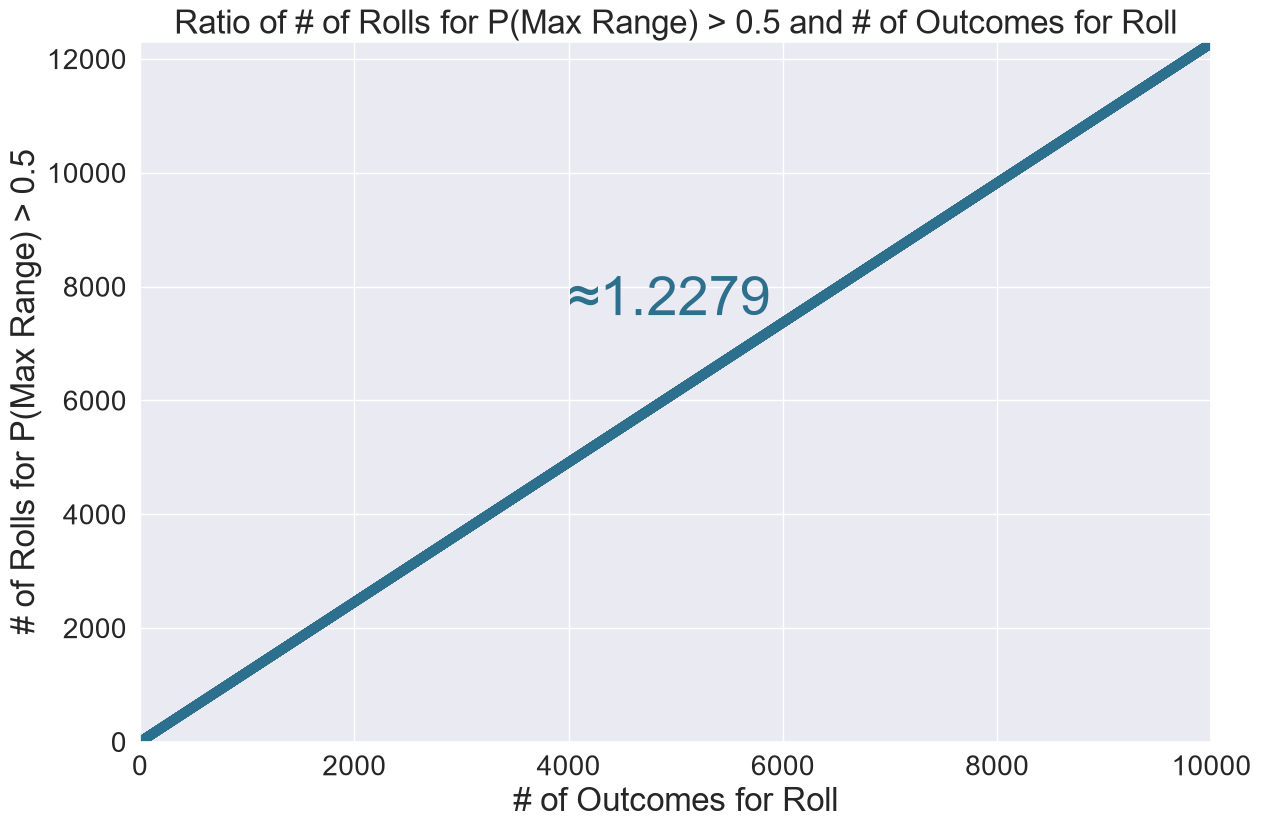 Ratio of # of Rolls for P(Max Range) > 0.5 and # of Outcomes for Roll
# of Rolls for P(Max Range) > 0.5
12000
10000
8000
6000
4000
2000
0
≈1.2279
0 2000 4000 6000 8000 10000
# of Outcomes for Roll